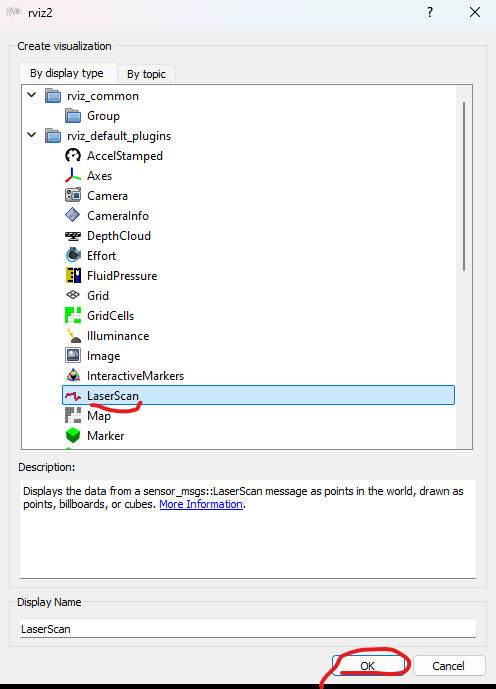 rviz2
?
Create visualization
By display type
By topic
rviz_common
Group
rviz_default_plugins
AccelStamped
Axes
Camera
CameraInfo
DepthCloud
Effort
FluidPressure
Grid
GridCells
Illuminance
Image
InteractiveMarkers
LaserScan
Map
Marker
Description:
Displays the data from a sensor_msgs::LaserScan message as points in the world, drawn as
points, billboards, or cubes. More Information.
Display Name
LaserScan
OK
Cancel